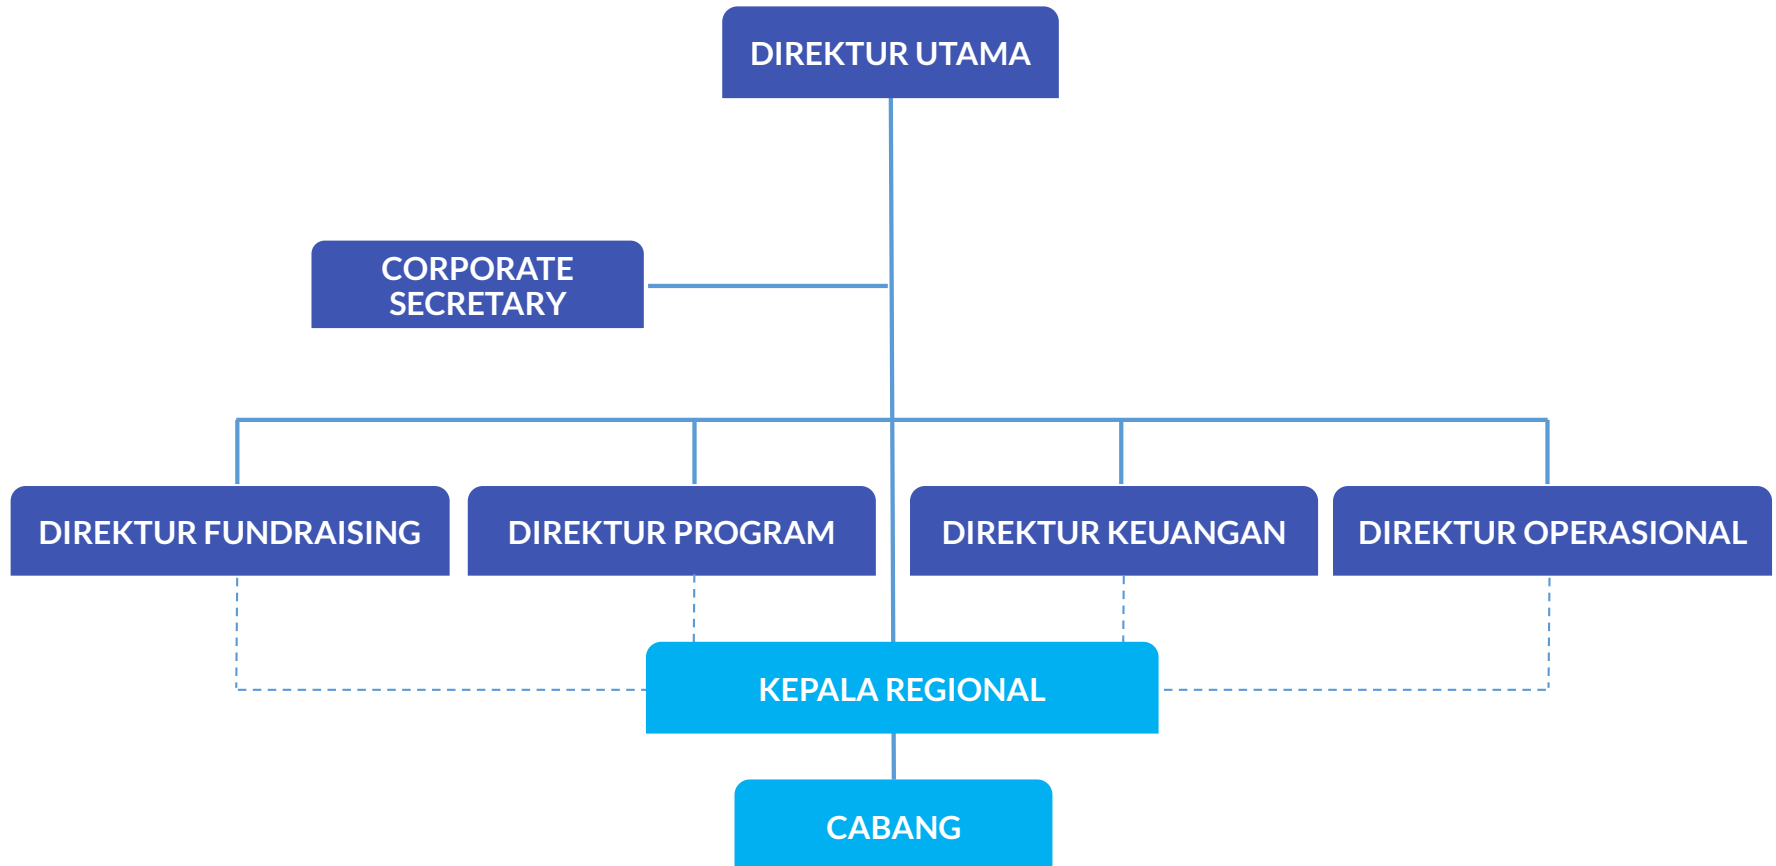 DIREKTUR UTAMA
CORPORATE
SECRETARY
DIREKTUR FUNDRAISING
DIREKTUR PROGRAM
DIREKTUR KEUANGAN
DIREKTUR OPERASIONAL
KEPALA REGIONAL
CABANG